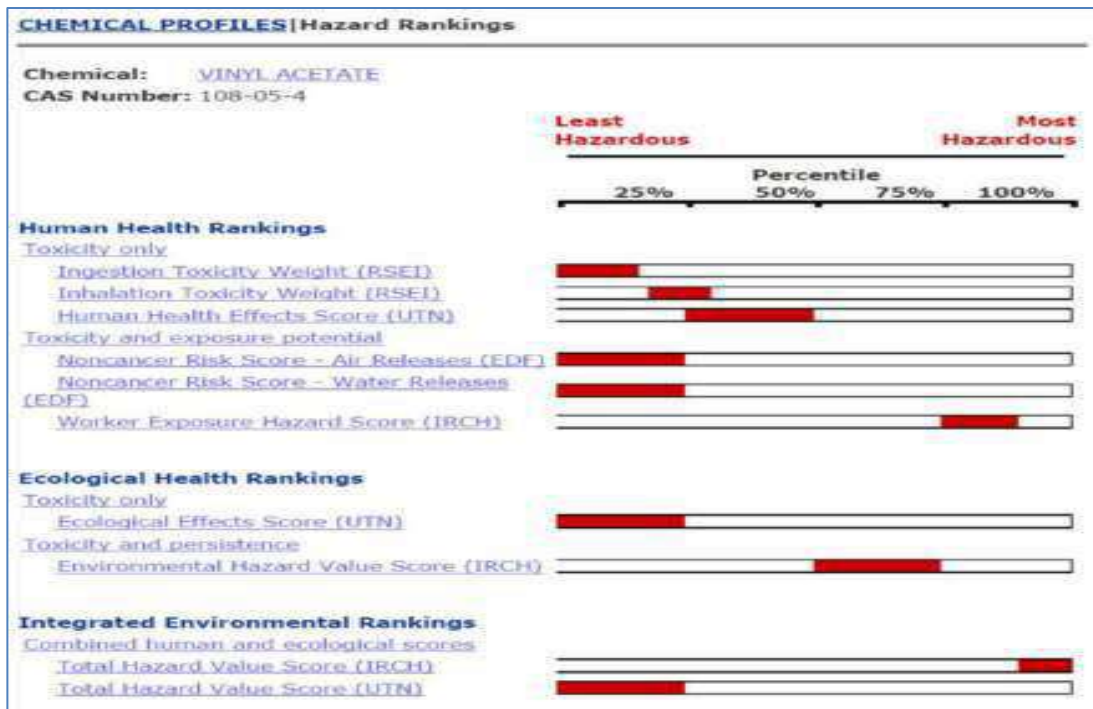 CHEMICAL PROFILES|Hazard Rankings
Chemical: VINYL ACETATE
CAS Number: 108-05-4
Least Hazardous
Most Hazardous
Percentile
25% 50% 75% 100%
Human Health Rankings
Toxicity only
Ingestion Toxicity Weight (RSEI)
Inhalation Toxicity Weight (RSEI)
Human Health Effects Score (UTN)
Toxicity and exposure potential
Noncancer Risk Score - Air Releases (EDF)
Noncancer Risk Score - Water Releases
(EDF)
Worker Exposure Hazard Score (IRCH)
Ecological Health Rankings
Toxicity only
Ecological Effects Score (UTN)
Toxicity and persistence
Environmental Hazard Value Score (IRCH)
Integrated Environmental Rankings
Combined human and ecological scores
Total Hazard Value Score (IRCH)
Total Hazard Value Score (UTN)